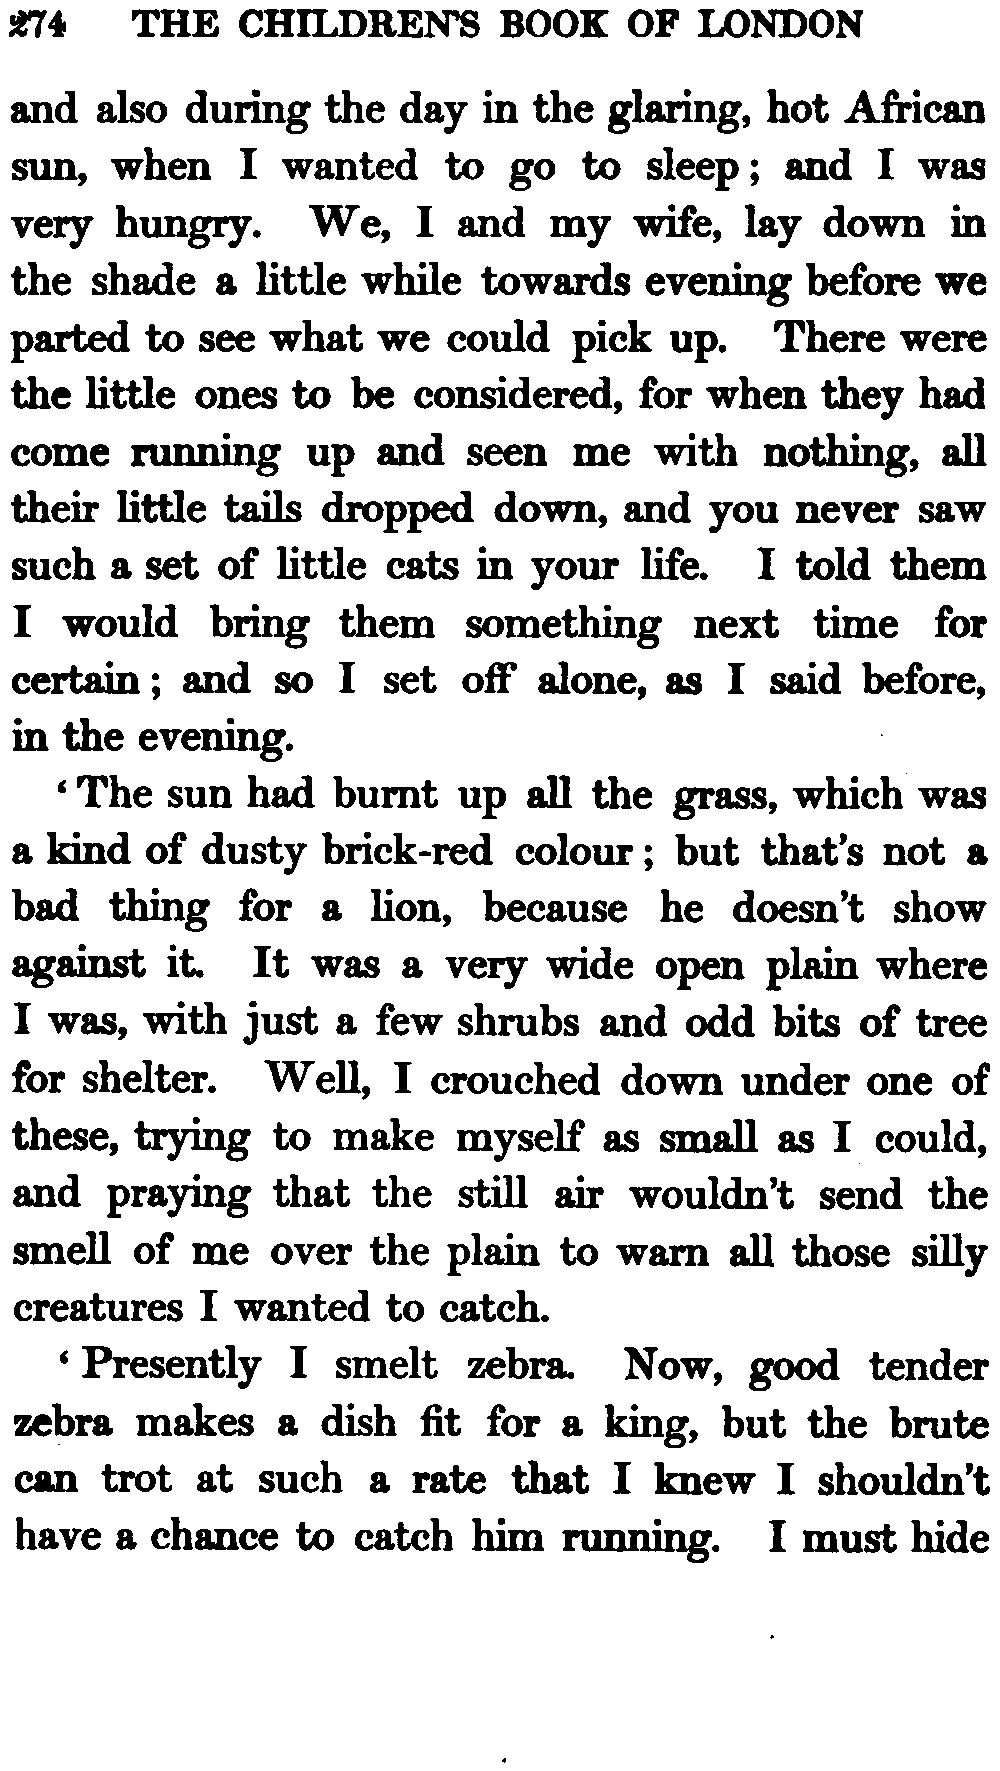 274 THE CHILDREN'S BOOK OF LONDON
and also during the day in the glaring, hot African
sun, when I wanted to go to sleep; and I was
very hungry. We, I and my wife, lay down in
the shade a little while towards evening before we
parted to see what we could pick up. There were
the little ones to be considered, for when they had
come running up and seen me with nothing, all
their little tails dropped down, and you never saw
such a set of little cats in your life. I told them
I would bring them something next time for
certain; and so I set off alone, as I said before,
in the evening.
‘The sun had burnt up all the grass, which was
a kind of dusty brick-red colour; but that's not a
bad thing for a lion, because he doesn't show
against it. It was a very wide open plain where
I was, with just a few shrubs and odd bits of tree
for shelter. Well, I crouched down under one of
these, trying to make myself as small as I could,
and praying that the still air wouldn't send the
smell of me over the plain to warn all those silly
creatures I wanted to catch.
‘Presently I smelt zebra. Now, good tender
zebra makes a dish fit for a king, but the brute
can trot at such a rate that I knew I shouldn't
have a chance to catch him running. I must hide